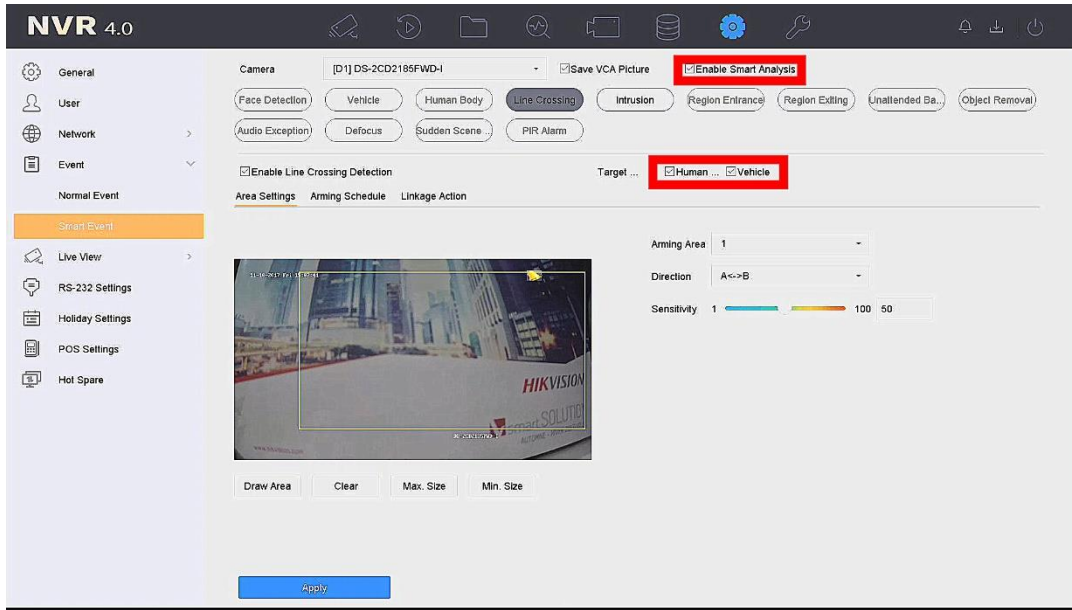 NVR 4.0
General
User
Network
Event
Normal Event
Smart Event
Live View
RS-232 Settings
Holiday Settings
POS Settings
Hot Spare
Camera [D1] DS-2CD2185FWD-I Save VCA Picture Enable Smart Analysis
Face Detection Vehicle Human Body Line Crossing Intrusion Region Entrance Region Exiting Unattended Ba... Object Removal
Audio Exception Defocus Sudden Scene ... PIR Alarm
Enable Line Crossing Detection Target ... Human ... Vehicle
Area Settings Arming Schedule Linkage Action
Arming Area 1
Direction A<->B
Sensitivity 1 100 50
HIKVISION
Smart SOLUTIO
Draw Area Clear Max. Size Min. Size
Apply